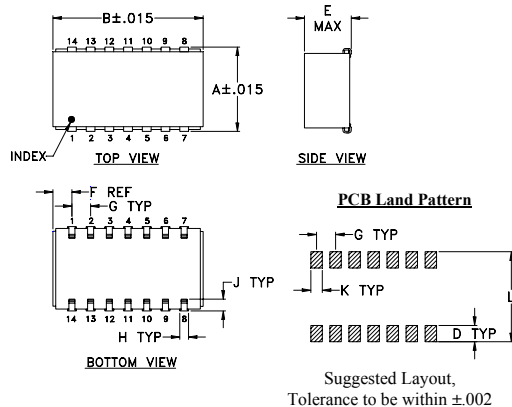 B±.015
E
MAX
14 13 12 11 10 9 8
A±.015
INDEX
1 2 3 4 5 6 7
TOP VIEW
SIDE VIEW
F REF
G TYP
1 2 3 4 5 6 7
J TYP
14 13 12 11 10 9 8
H TYP
BOTTOM VIEW
PCB Land Pattern
G TYP
K TYP
L
D TYP
Suggested Layout,
Tolerance to be within ±.002